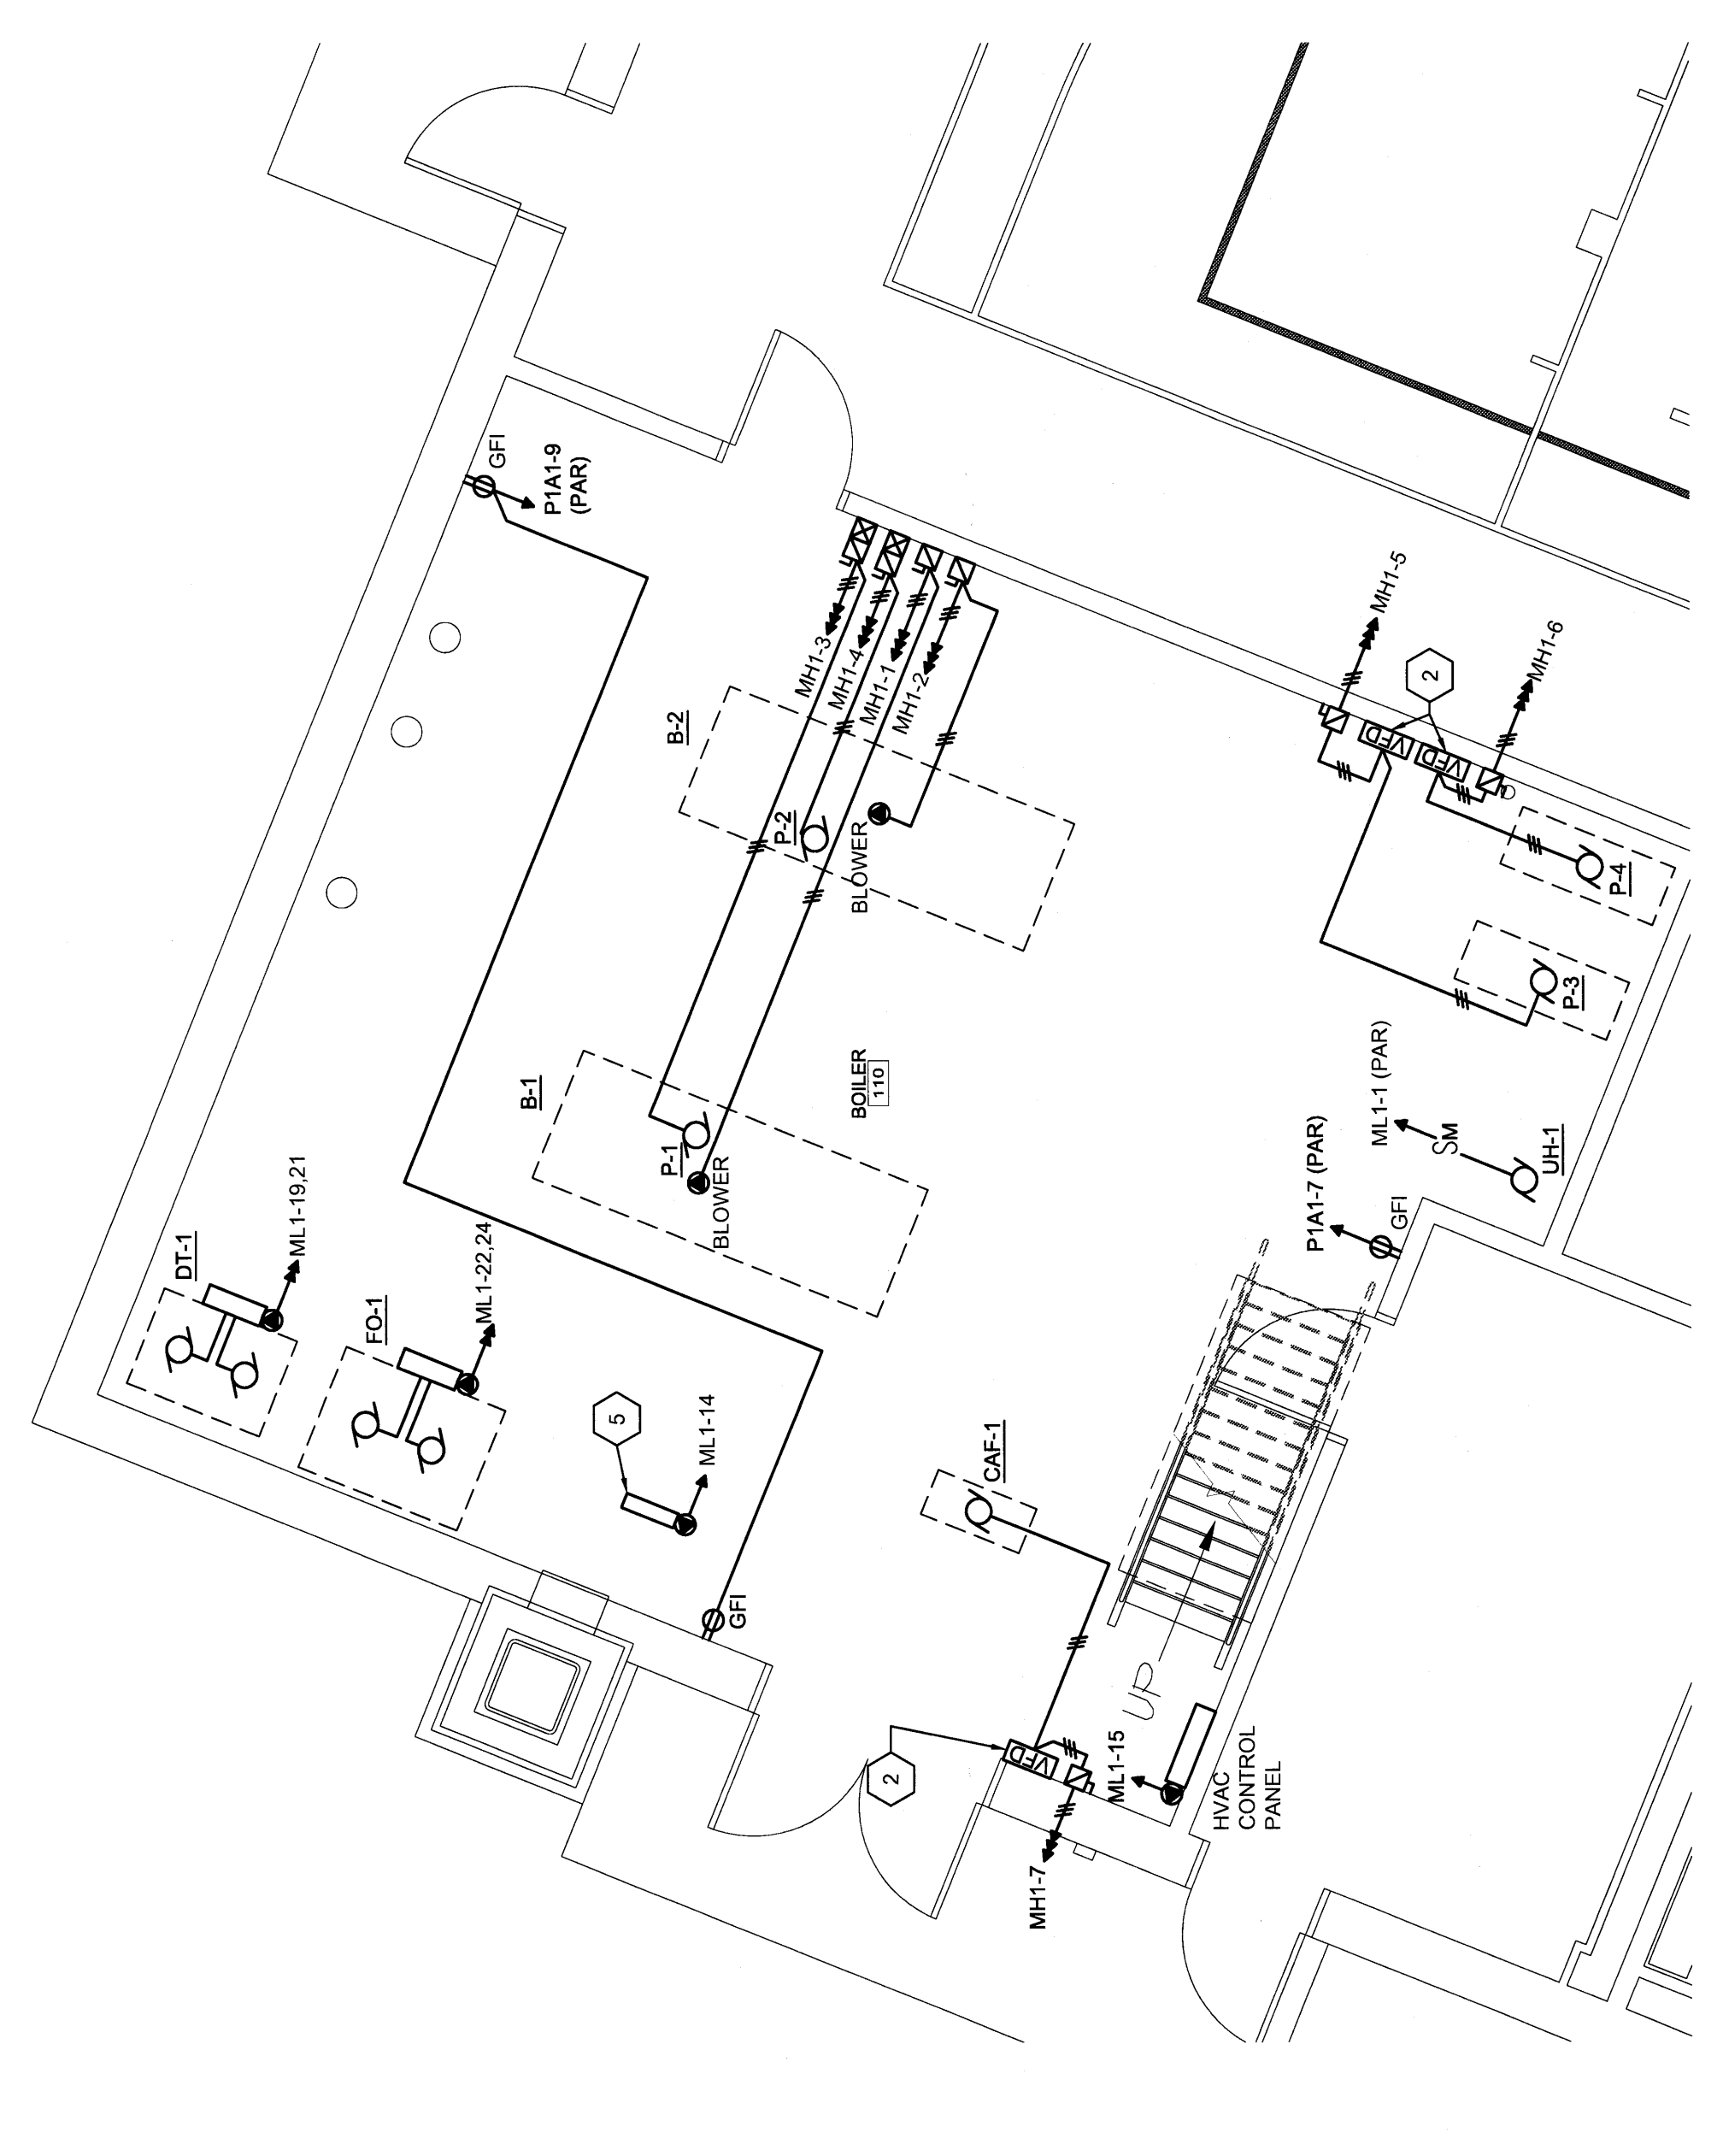 GFI
P1A1-9
(PAR)
MH1-3
MH1-4
MH1-1
MH1-2
B-2
P-2
BLOWER
MH1-5
2
MH1-6
VFD
VFD
P-4
P-3
B-1
P-1
BLOWER
BOILER
110
ML1-1 (PAR)
SM
UH-1
P1A1-7 (PAR)
GFI
DT-1
ML1-19,21
FO-1
ML1-22,24
5
ML1-14
GFI
CAF-1
UP
2
VFD
MH1-7
ML1-15
HVAC
CONTROL
PANEL